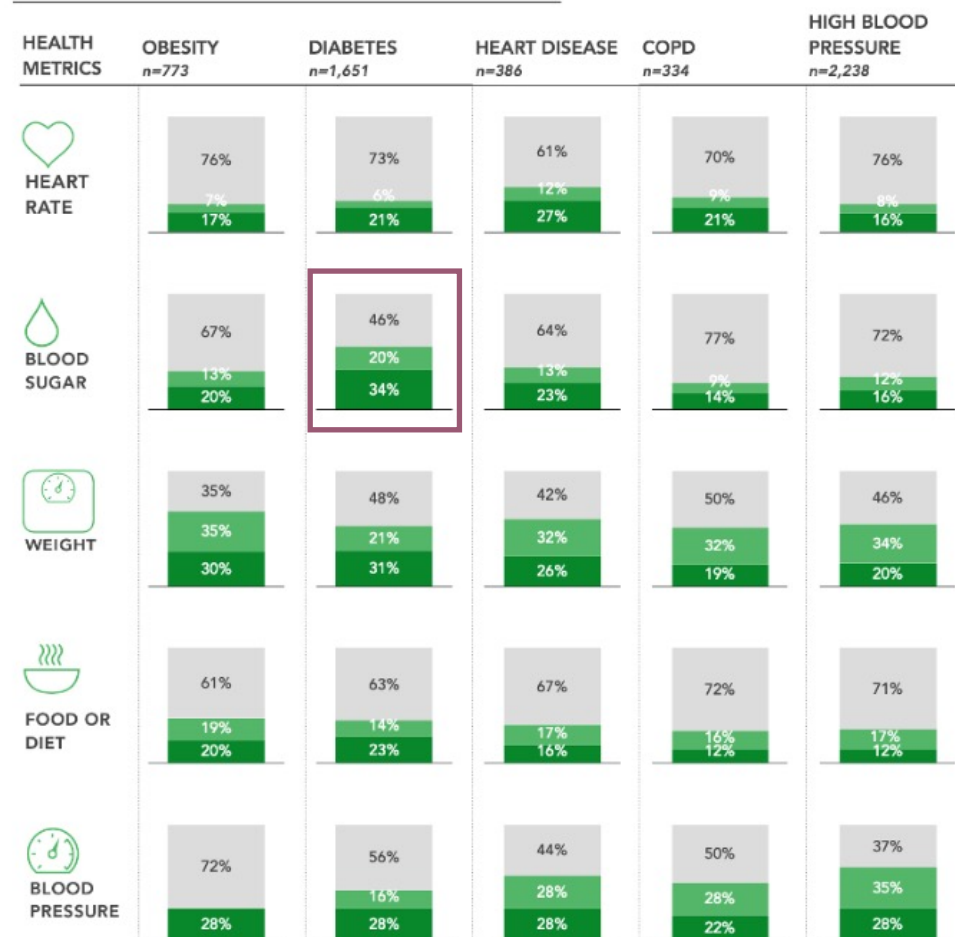 HEALTH METRICS
OBESITY
n=773
DIABETES
n=1,651
HEART DISEASE
n=386
COPD
n=334
HIGH BLOOD PRESSURE
n=2,238
HEART RATE
76% 73% 61% 70% 76%
7% 6% 12% 9% 8%
17% 21% 27% 21% 16%
BLOOD SUGAR
67% 46% 64% 77% 72%
13% 20% 13% 9% 12%
20% 34% 23% 14% 16%
WEIGHT
35% 48% 42% 50% 46%
35% 21% 32% 32% 34%
30% 31% 26% 19% 20%
FOOD OR DIET
61% 63% 67% 72% 71%
19% 14% 17% 16% 17%
20% 23% 16% 12% 12%
BLOOD PRESSURE
72% 56% 44% 50% 37%
16% 28% 28% 35%
28% 28% 28% 22% 28%